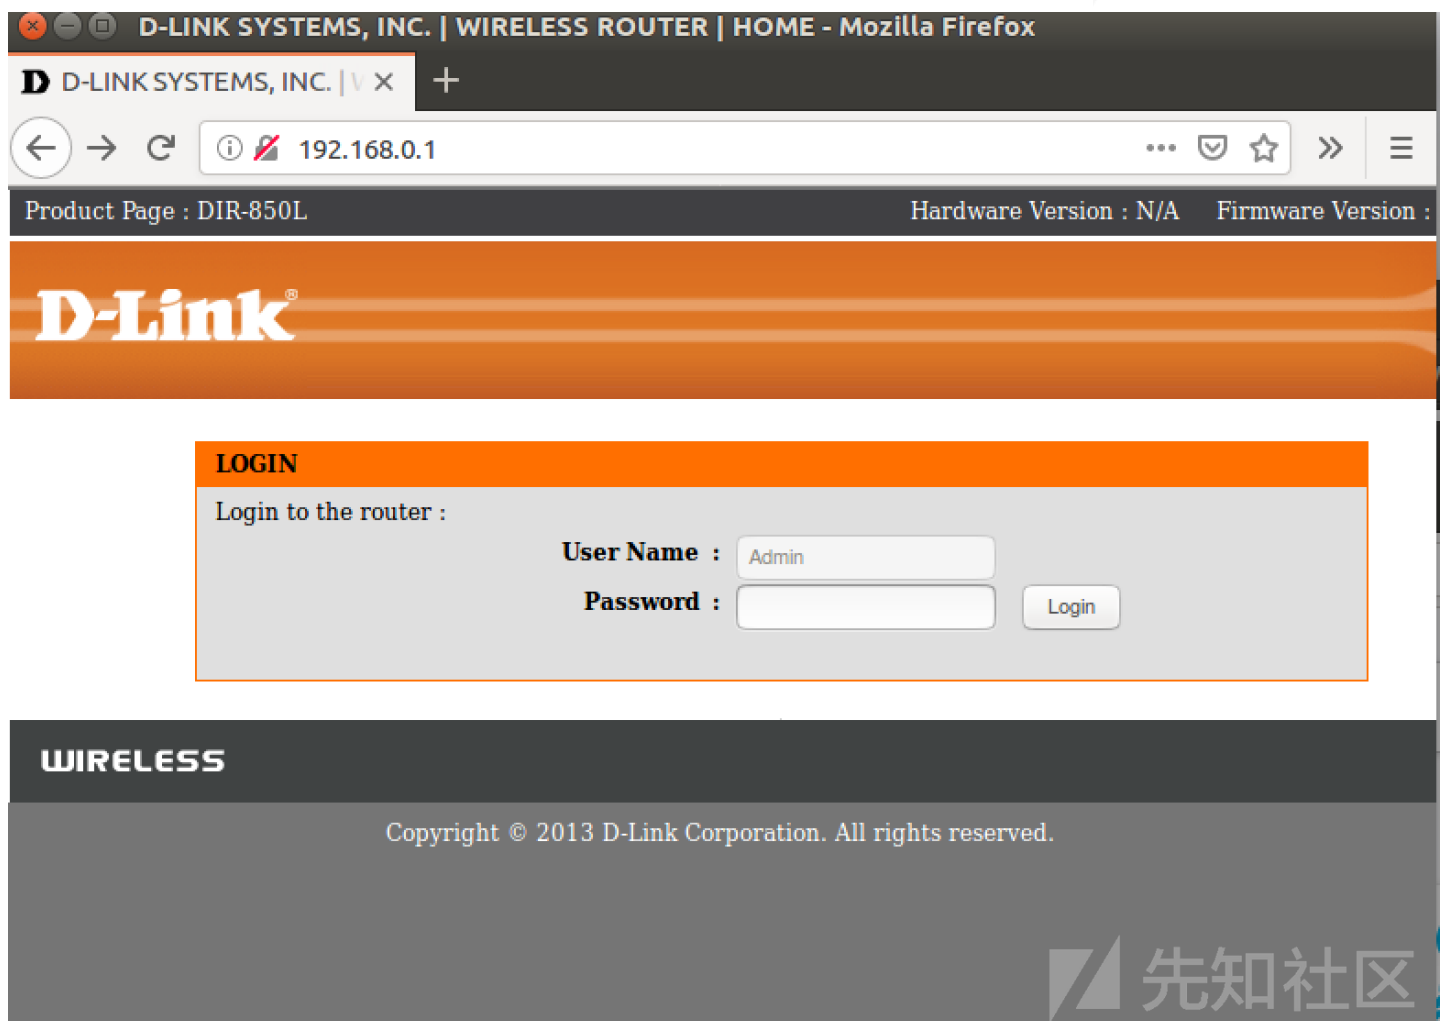 D-LINK SYSTEMS, INC. | WIRELESS ROUTER | HOME - Mozilla Firefox
D D-LINK SYSTEMS, INC. |
192.168.0.1
Product Page : DIR-850L Hardware Version : N/A Firmware Version :
D-Link®
LOGIN
Login to the router :
User Name : Admin
Password : Login
WIRELESS
Copyright © 2013 D-Link Corporation. All rights reserved.
先知社区